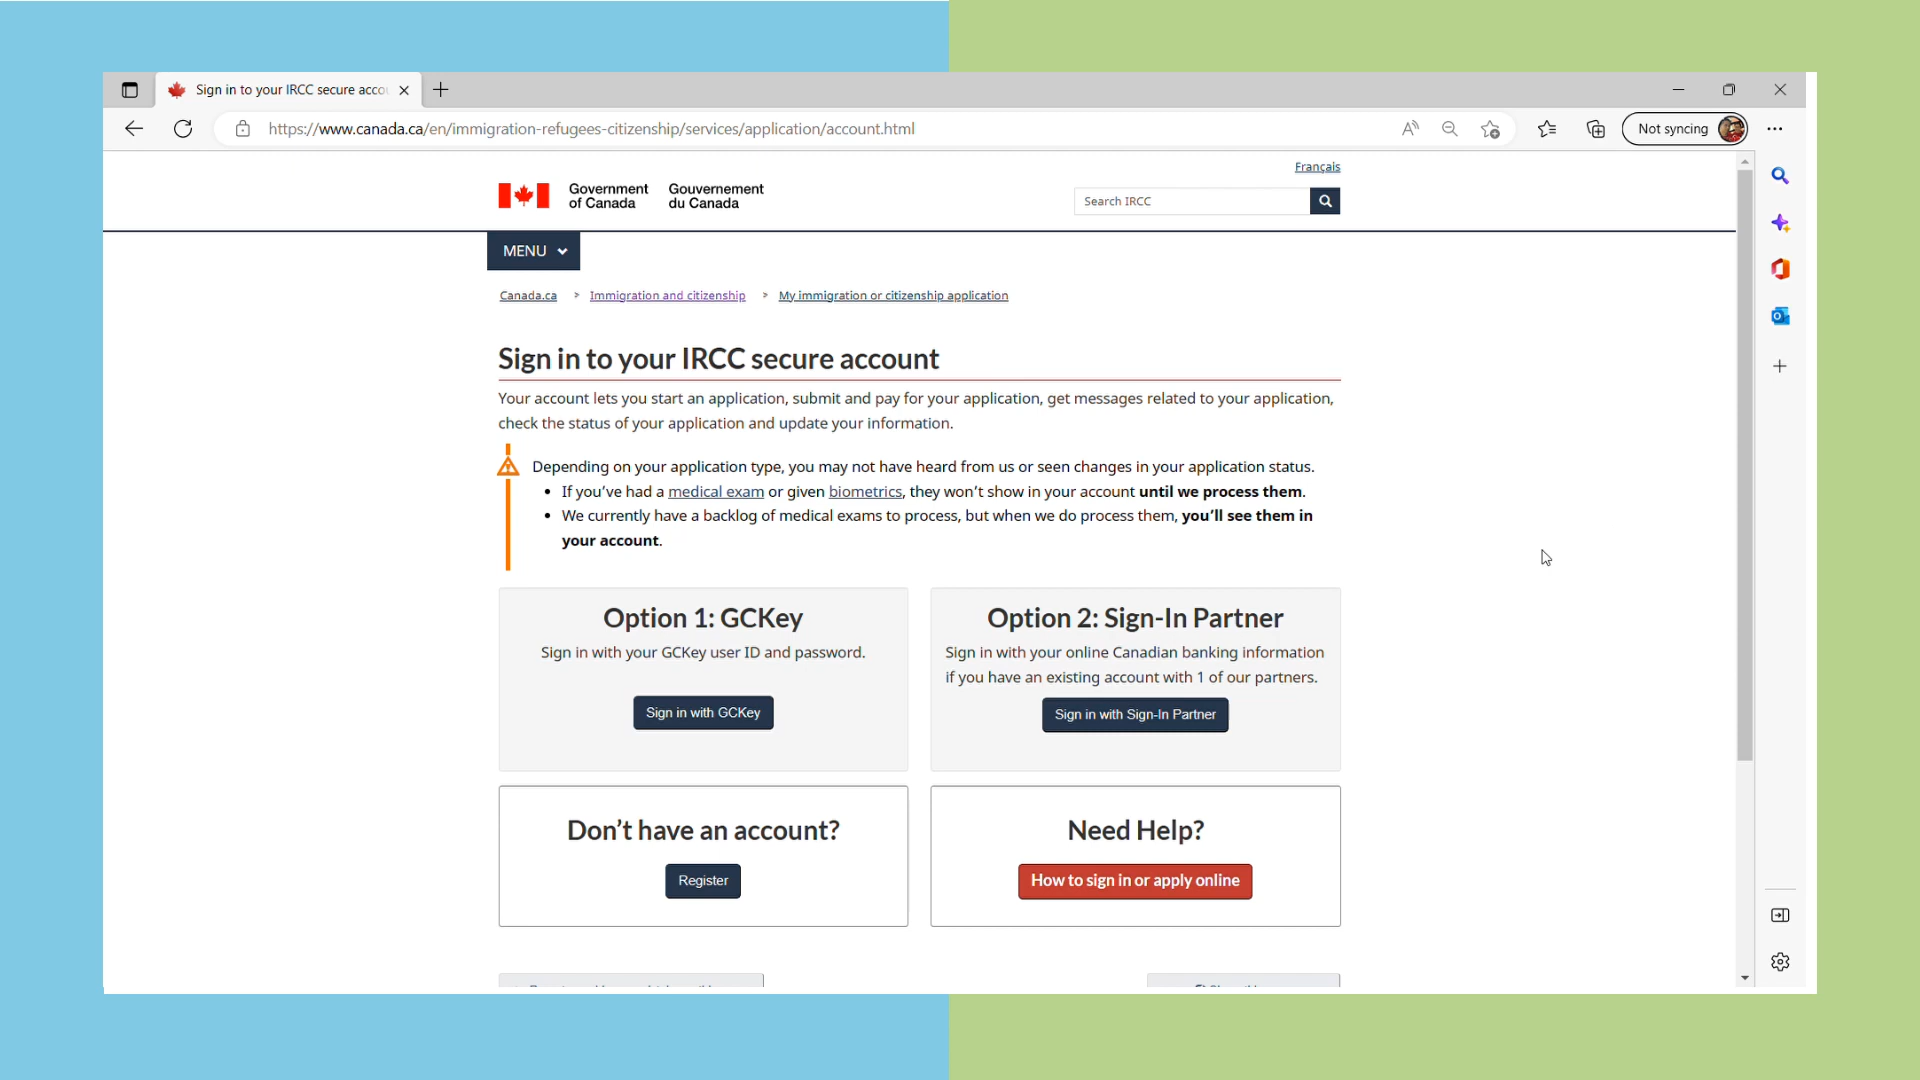 Sign in to your IRCC secure accou
https://www.canada.ca/en/immigration-refugees-citizenship/services/application/account.html
Not syncing
Français
Government of Canada
Gouvernement du Canada
Search IRCC
MENU
Canada.ca > Immigration and citizenship > My immigration or citizenship application
Sign in to your IRCC secure account
Your account lets you start an application, submit and pay for your application, get messages related to your application,
check the status of your application and update your information.
Depending on your application type, you may not have heard from us or seen changes in your application status.
• If you've had a medical exam or given biometrics, they won't show in your account until we process them.
• We currently have a backlog of medical exams to process, but when we do process them, you'll see them in
your account.
Option 1: GCKey
Sign in with your GCKey user ID and password.
Sign in with GCKey
Option 2: Sign-In Partner
Sign in with your online Canadian banking information
if you have an existing account with 1 of our partners.
Sign in with Sign-In Partner
Don't have an account?
Register
Need Help?
How to sign in or apply online